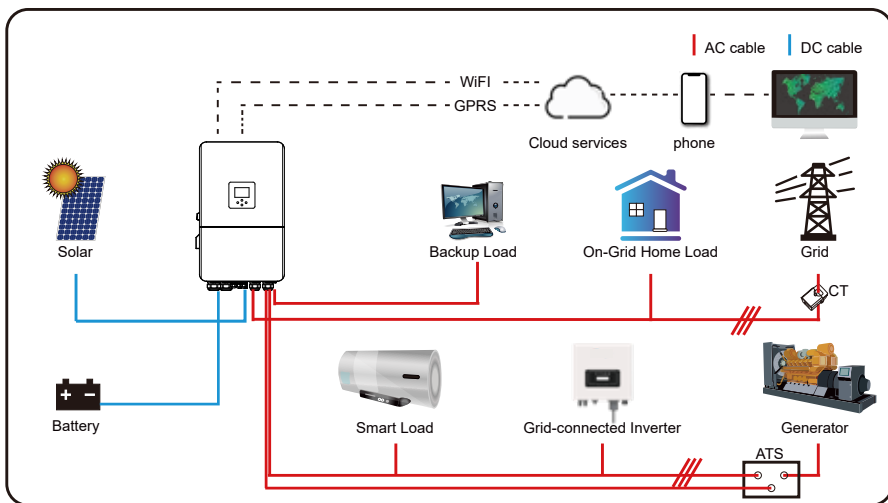 AC cable
DC cable
WiFI
GPRS
Cloud services
phone
Solar
Backup Load
On-Grid Home Load
Grid
CT
Battery
Smart Load
Grid-connected Inverter
Generator
ATS